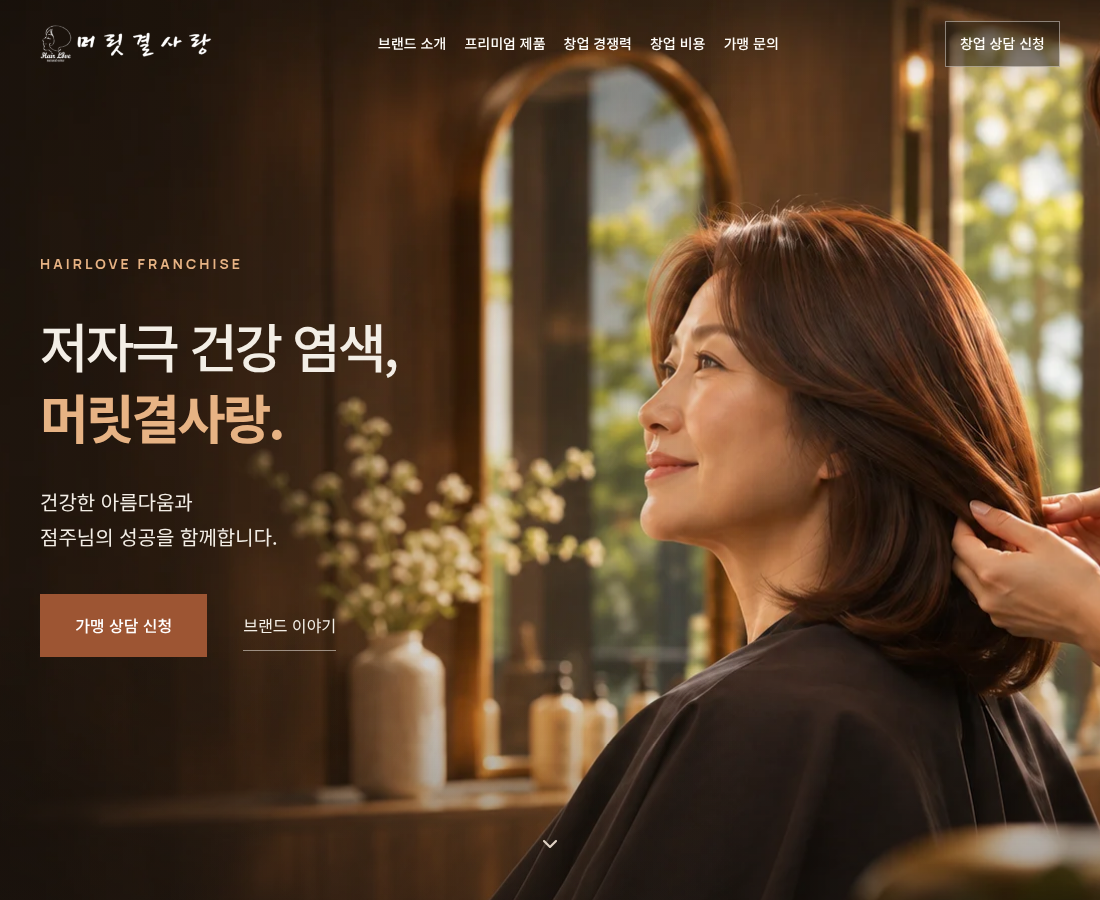 Hair Love
머릿결사랑
브랜드 소개
프리미엄 제품
창업 경쟁력
창업 비용
가맹 문의
창업 상담 신청
HAIRLOVE FRANCHISE
저자극 건강 염색,
머릿결사랑.
건강한 아름다움과
점주님의 성공을 함께합니다.
가맹 상담 신청
브랜드 이야기